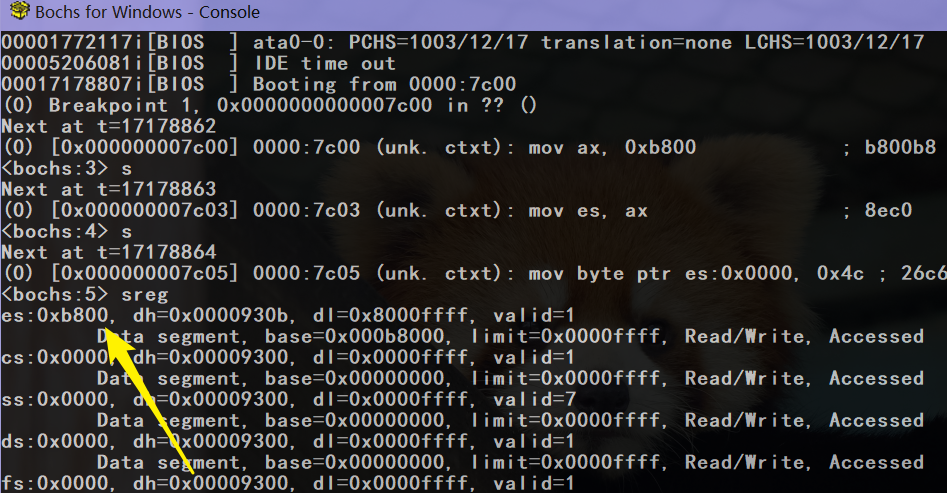 Bochs for Windows - Console
00001772117i[BIOS  ] ata0-0: PCHS=1003/12/17 translation=none LCHS=1003/12/17
00005206081i[BIOS  ] IDE time out
00017178807i[BIOS  ] Booting from 0000:7c00
(0) Breakpoint 1, 0x0000000000007c00 in ?? ()
Next at t=17178862
(0) [0x000000007c00] 0000:7c00 (unk. ctxt): mov ax, 0xb800             ; b800b8
<bochs:3> s
Next at t=17178863
(0) [0x000000007c03] 0000:7c03 (unk. ctxt): mov es, ax                 ; 8ec0
<bochs:4> s
Next at t=17178864
(0) [0x000000007c05] 0000:7c05 (unk. ctxt): mov byte ptr es:0x0000, 0x4c ; 26c6
<bochs:5> sreg
es:0xb800, dh=0x0000930b, dl=0x8000ffff, valid=1
        Data segment, base=0x000b8000, limit=0x0000ffff, Read/Write, Accessed
cs:0x0000, dh=0x00009300, dl=0x0000ffff, valid=1
        Data segment, base=0x00000000, limit=0x0000ffff, Read/Write, Accessed
ss:0x0000, dh=0x00009300, dl=0x0000ffff, valid=7
        Data segment, base=0x00000000, limit=0x0000ffff, Read/Write, Accessed
ds:0x0000, dh=0x00009300, dl=0x0000ffff, valid=1
        Data segment, base=0x00000000, limit=0x0000ffff, Read/Write, Accessed
fs:0x0000, dh=0x00009300, dl=0x0000ffff, valid=1